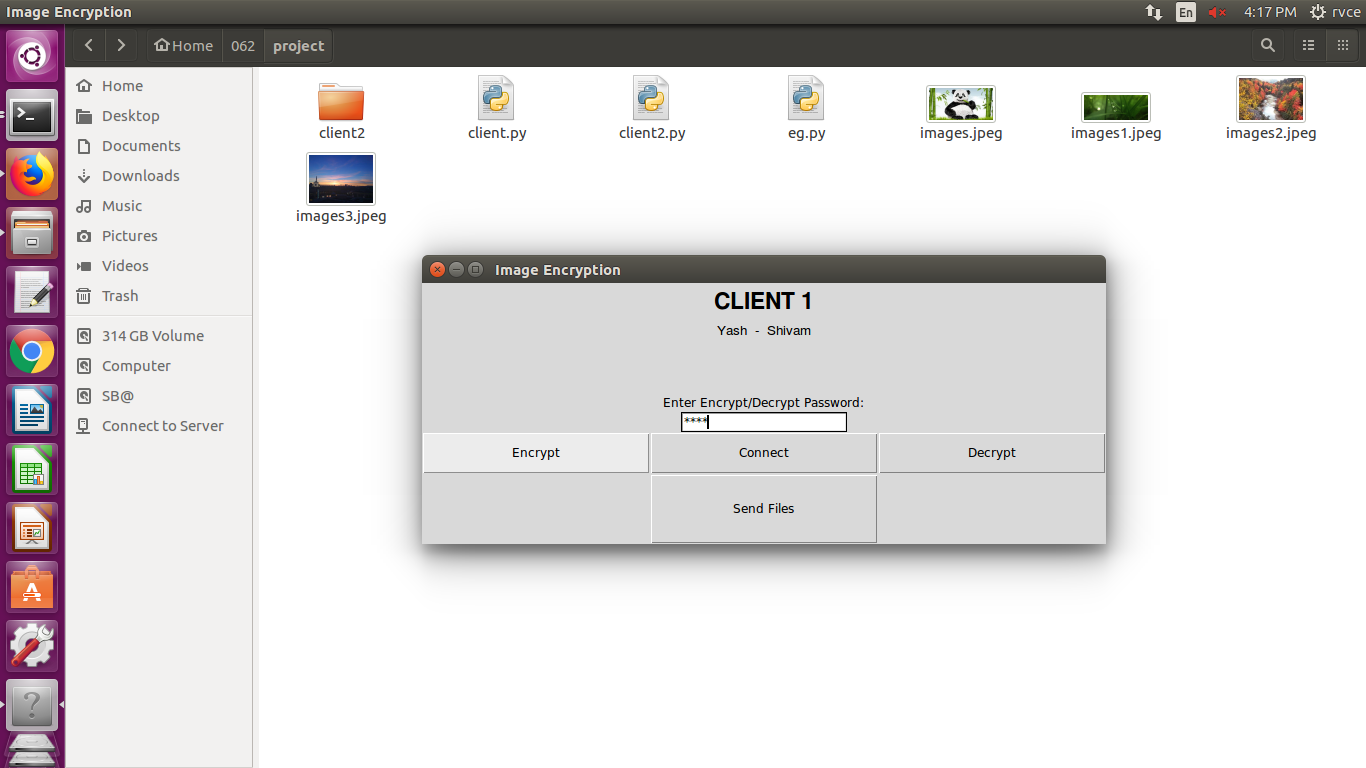 Image Encryption
En
4:17 PM
rvce
Home
062
project
Home
Desktop
Documents
Downloads
Music
Pictures
Videos
Trash
314 GB Volume
Computer
SB@
Connect to Server
client2
client.py
client2.py
eg.py
images.jpeg
images1.jpeg
images2.jpeg
images3.jpeg
Image Encryption
CLIENT 1
Yash - Shivam
Enter Encrypt/Decrypt Password:
****
Encrypt
Connect
Decrypt
Send Files